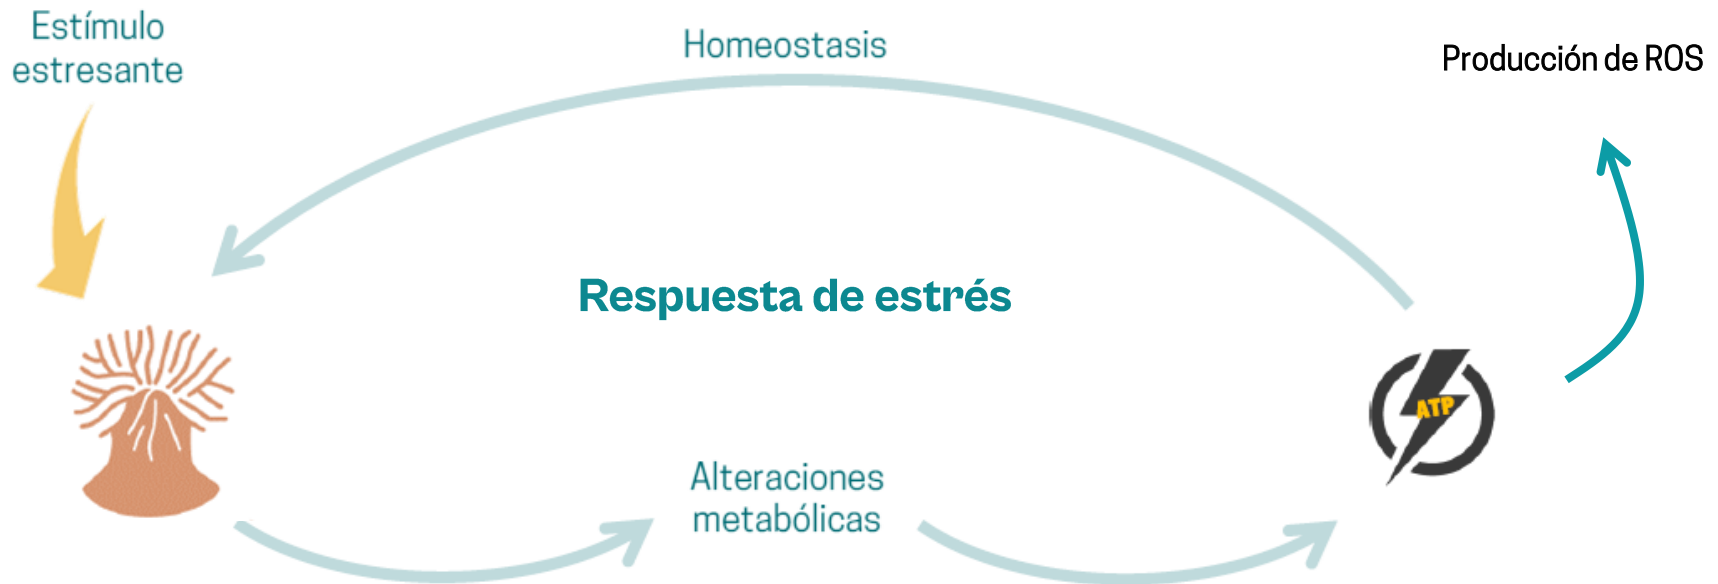 Estímulo
estresante
Homeostasis
Producción de ROS
Respuesta de estrés
ATP
Alteraciones
metabólicas